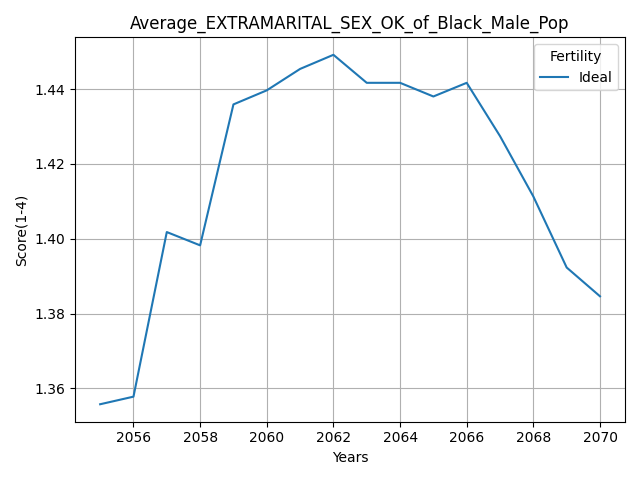 Average_EXTRAMARITAL_SEX_OK_of_Black_Male_Pop
Fertility
Ideal
Score(1-4)
1.44
1.42
1.40
1.38
1.36
2056 2058 2060 2062 2064 2066 2068 2070
Years